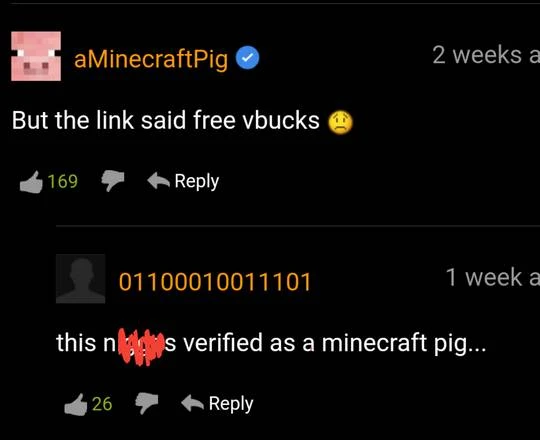 aMinecraftPig
2 weeks a
But the link said free vbucks 😟
169
Reply
01100010011101
1 week a
this n s verified as a minecraft pig...
26
Reply